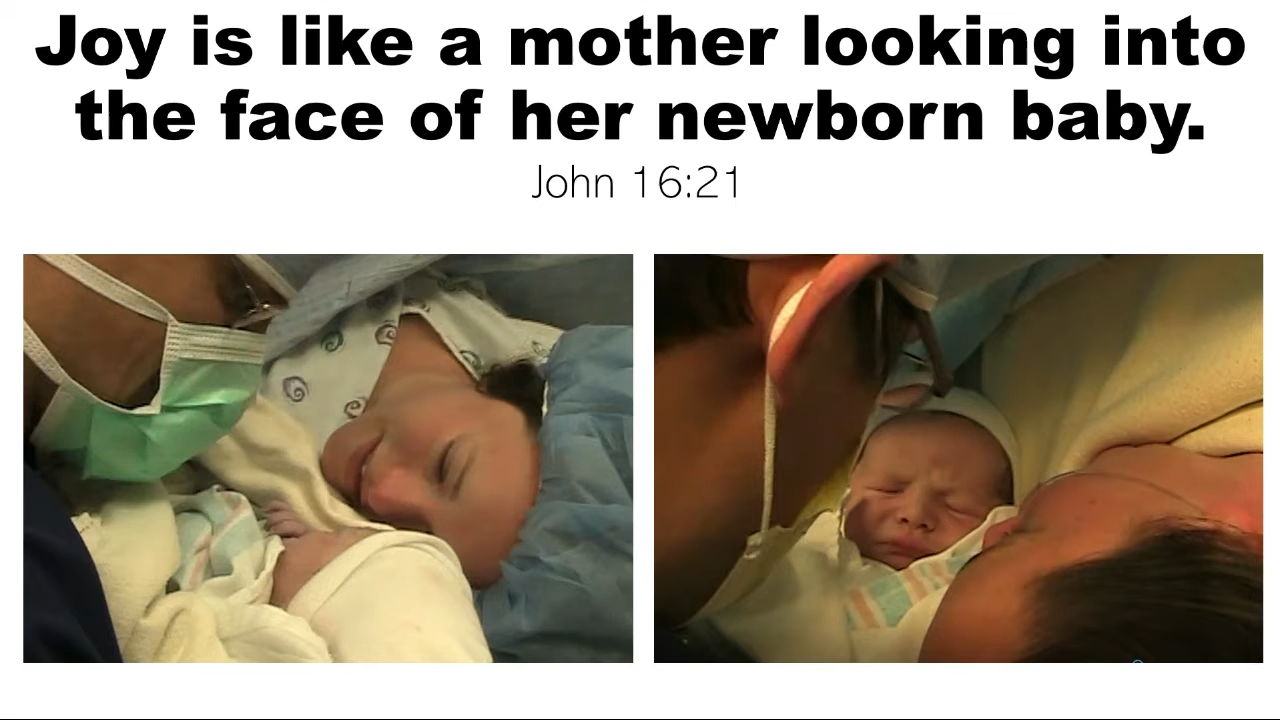 Joy is like a mother looking into
the face of her newborn baby.
John 16:21